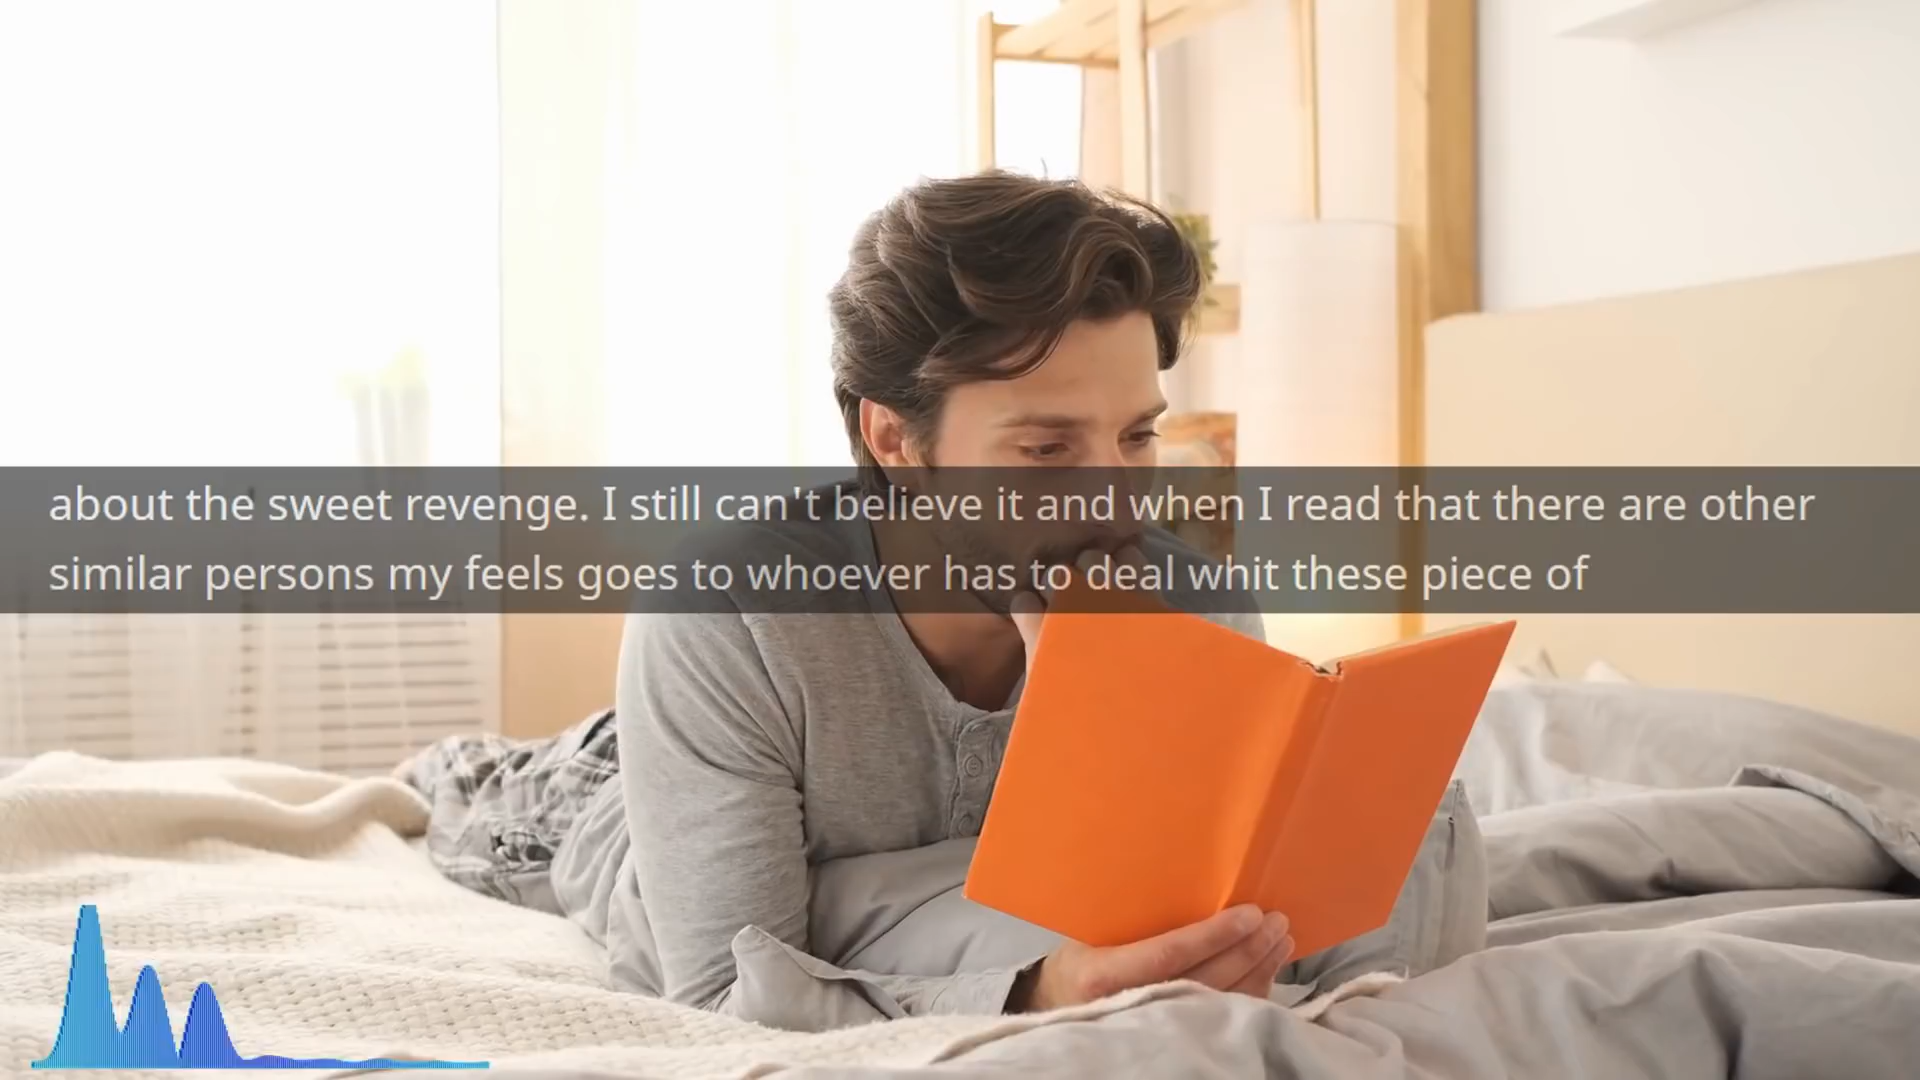 about the sweet revenge. I still can't believe it and when I read that there are other
similar persons my feels goes to whoever has to deal whit these piece of